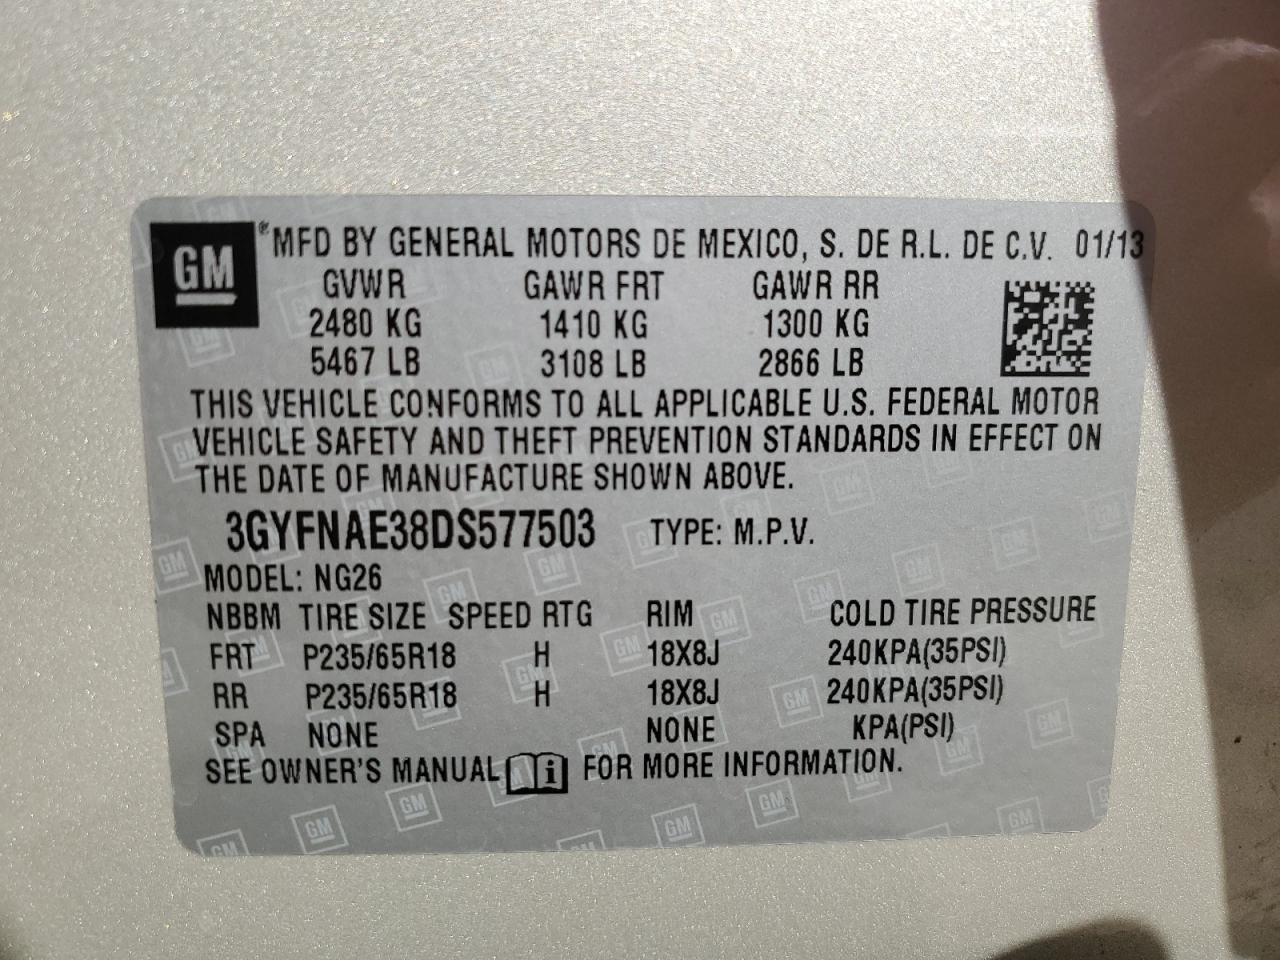 GM ® MFD BY GENERAL MOTORS DE MEXICO, S. DE R.L. DE C.V. 01/13
GVWR GAWR FRT GAWR RR
2480 KG 1410 KG 1300 KG
5467 LB 3108 LB 2866 LB
THIS VEHICLE CONFORMS TO ALL APPLICABLE U.S. FEDERAL MOTOR
VEHICLE SAFETY AND THEFT PREVENTION STANDARDS IN EFFECT ON
THE DATE OF MANUFACTURE SHOWN ABOVE.
3GYFNAE38DS577503 TYPE: M.P.V.
MODEL: NG26
NBBM TIRE SIZE SPEED RTG RIM COLD TIRE PRESSURE
FRT P235/65R18 H 18X8J 240KPA(35PSI)
RR P235/65R18 H 18X8J 240KPA(35PSI)
SPA NONE NONE KPA(PSI)
SEE OWNER'S MANUAL FOR MORE INFORMATION.